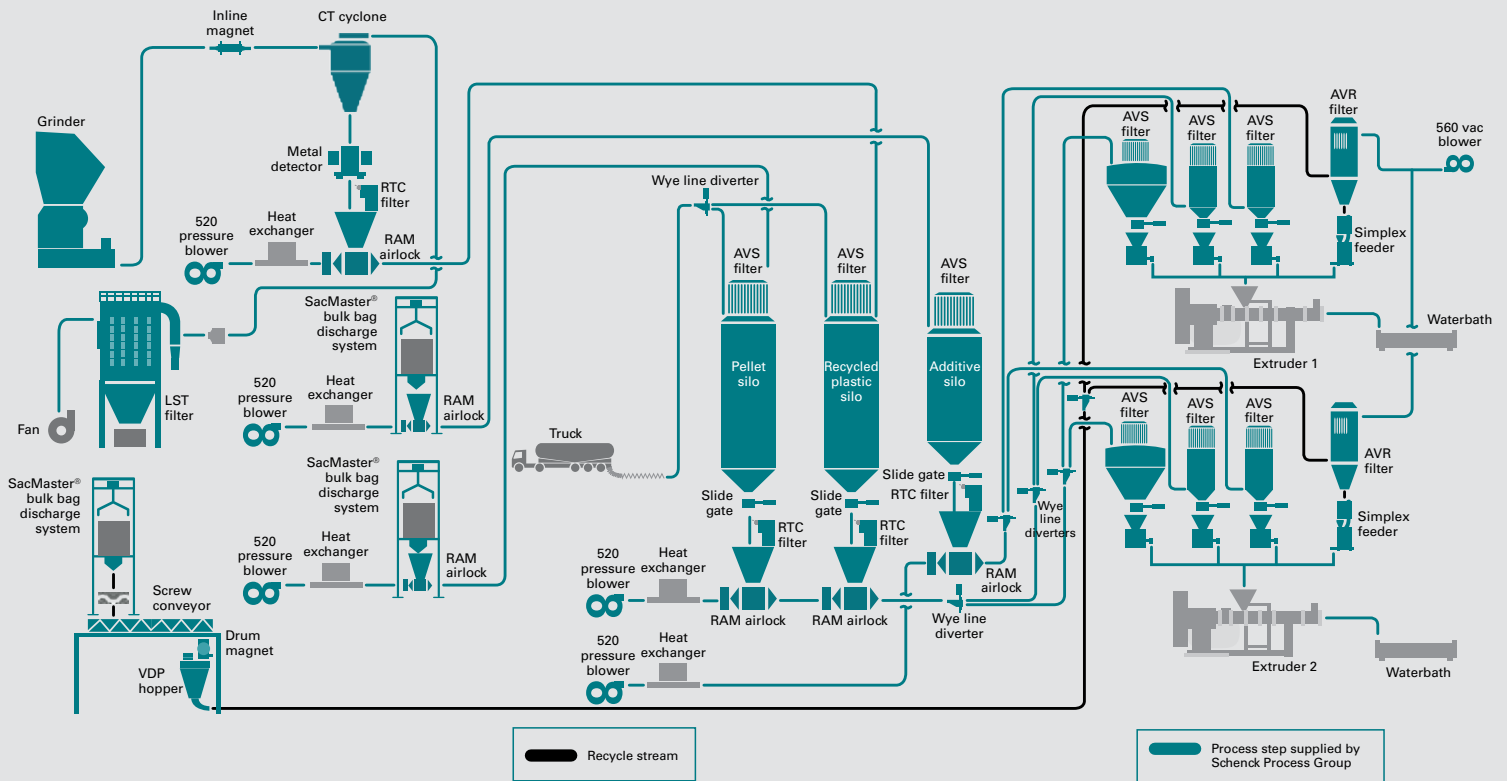 Inline
magnet
CT cyclone
Grinder
Metal
detector
RTC
filter
520
pressure
blower
Heat
exchanger
RAM
airlock
SacMaster®
bulk bag
discharge
system
LST
filter
Fan
520
pressure
blower
Heat
exchanger
RAM
airlock
SacMaster®
bulk bag
discharge
system
SacMaster®
bulk bag
discharge
system
520
pressure
blower
Heat
exchanger
RAM
airlock
Screw
conveyor
Drum
magnet
VDP
hopper
Wye line diverter
AVS
filter
AVS
filter
AVS
filter
Pellet
silo
Recycled
plastic
silo
Additive
silo
Truck
Slide
gate
Slide
gate
Slide gate
RTC filter
RTC
filter
RTC
filter
520
pressure
blower
Heat
exchanger
RAM airlock
RAM airlock
RAM
airlock
Wye line
diverter
Wye
line
diverters
520
pressure
blower
Heat
exchanger
AVS
filter
AVS
filter
AVS
filter
AVR
filter
560 vac
blower
Simplex
feeder
Extruder 1
Waterbath
AVS
filter
AVS
filter
AVS
filter
AVR
filter
Simplex
feeder
Extruder 2
Waterbath
Recycle stream
Process step supplied by
Schenck Process Group